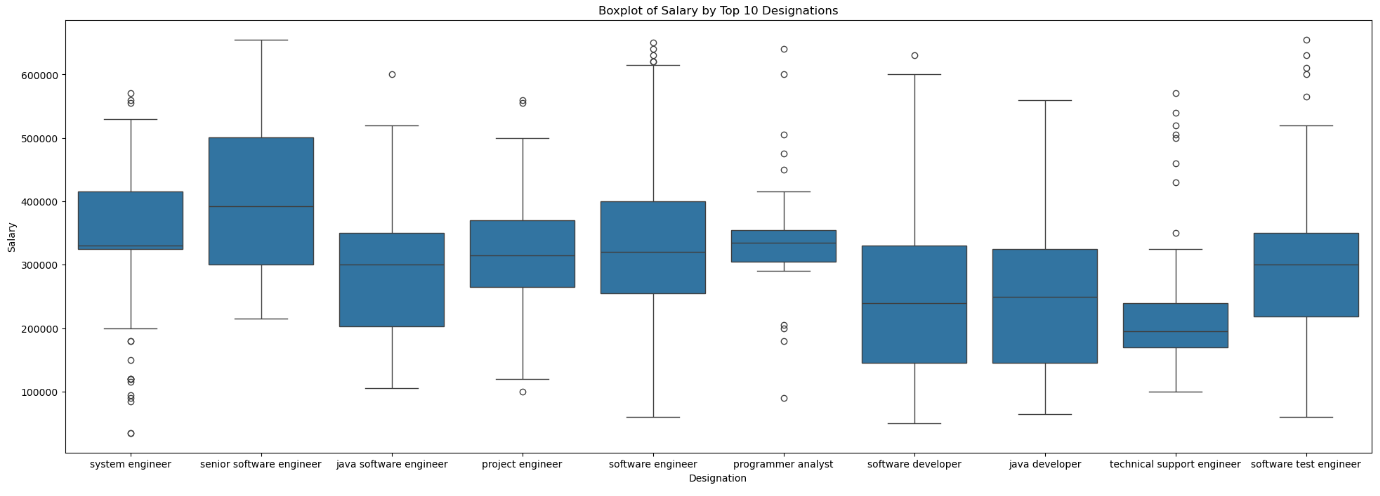 Boxplot of Salary by Top 10 Designations
600000
500000
400000
300000
200000
100000
Salary
system engineer
senior software engineer
java software engineer
project engineer
software engineer
programmer analyst
software developer
java developer
technical support engineer
software test engineer
Designation